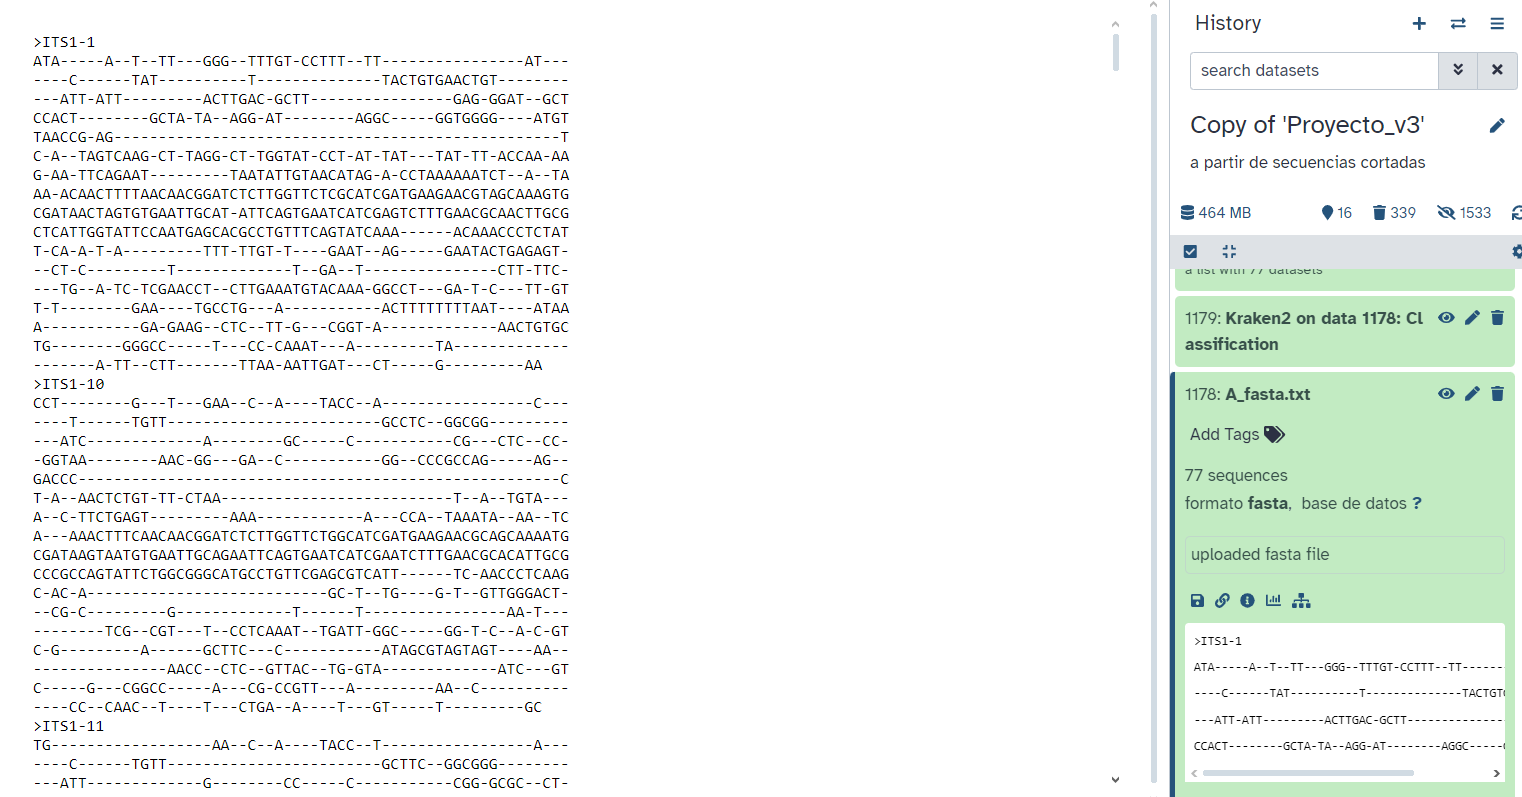 >ITS1-1
ATA-----A--T--TT---GGG--TTTGT-CCTTT--TT----------------AT---
----C------TAT----------T--------------TACTGTGAACTGT--------
---ATT-ATT---------ACTTGAC-GCTT----------------GAG-GGAT--GCT
CCACT--------GCTA-TA--AGG-AT--------AGGC-----GGTGGGG----ATGT
TAACCG-AG--------------------------------------------------T
C-A--TAGTCAAG-CT-TAGG-CT-TGGTAT-CCT-AT-TAT---TAT-TT-ACCAA-AA
G-AA-TTCAGAAT---------TAATATTGTAACATAG-A-CCTAAAAAATCT--A--TA
AA-ACAACTTTTAACAACGGATCTCTTGGTTCTCGCATCGATGAAGAACGTAGCAAAGTG
CGATAACTAGTGTGAATTGCAT-ATTCAGTGAATCATCGAGTCTTTGAACGCAACTTGCG
CTCATTGGTATTCCAATGAGCACGCCTGTTTCAGTATCAAA------ACAAACCCTCTAT
T-CA-A-T-A---------TTT-TTGT-T----GAAT--AG-----GAATACTGAGAGT-
--CT-C---------T-------------T--GA--T---------------CTT-TTC-
---TG--A-TC-TCGAACCT--CTTGAAATGTACAAA-GGCCT---GA-T-C---TT-GT
T-T--------GAA----TGCCTG---A-----------ACTTTTTTTTAAT----ATAA
A-----------GA-GAAG--CTC--TT-G---CGGT-A-------------AACTGTGC
TG--------GGGCC-----T---CC-CAAAT---A---------TA-------------
-------A-TT--CTT-------TTAA-AATTGAT---CT-----G---------AA
>ITS1-10
CCT--------G---T---GAA--C--A----TACC--A-----------------C---
----T------TGTT------------------------GCCTC--GGCGG---------
---ATC-------------A--------GC-----C-----------CG---CTC--CC-
-GGTAA--------AAC-GG---GA--C-----------GG--CCCGCCAG-----AG--
GACCC------------------------------------------------------C
T-A--AACTCTGT-TT-CTAA--------------------------T--A--TGTA---
A--C-TTCTGAGT---------AAA------------A---CCA--TAAATA--AA--TC
A---AAACTTTCAACAACGGATCTCTTGGTTCTGGCATCGATGAAGAACGCAGCAAAATG
CGATAAGTAATGTGAATTGCAGAATTCAGTGAATCATCGAATCTTTGAACGCACATTGCG
CCCGCCAGTATTCTGGCGGGCATGCCTGTTCGAGCGTCATT------TC-AACCCTCAAG
C-AC-A---------------------------GC-T--TG----G-T--GTTGGGACT-
--CG-C---------G-------------T------T----------------AA-T---
--------TCG--CGT---T--CCTCAAAT--TGATT-GGC-----GG-T-C--A-C-GT
C-G---------A------GCTTC---C-----------ATAGCGTAGTAGT----AA--
---------------AACC--CTC--GTTAC--TG-GTA-------------ATC---GT
C-----G---CGGCC-----A---CG-CCGTT---A---------AA--C----------
----CC--CAAC--T----T---CTGA--A----T---GT-----T---------GC
>ITS1-11
TG------------------AA--C--A----TACC--T-----------------A---
----C------TGTT------------------------GCTTC--GGCGGG--------
---ATT-------------G--------CC-----C-----------CGG-GCGC--CT-
History
search datasets
Copy of 'Proyecto_v3'
a partir de secuencias cortadas
464 MB 16 339 1533
a list with 77 datasets
1179: Kraken2 on data 1178: Cl
assification
1178: A_fasta.txt
Add Tags
77 sequences
formato fasta, base de datos ?
uploaded fasta file
>ITS1-1
ATA-----A--T--TT---GGG--TTTGT-CCTTT--TT------
----C------TAT----------T--------------TACTGTG
---ATT-ATT---------ACTTGAC-GCTT--------------
CCACT--------GCTA-TA--AGG-AT--------AGGC-----G